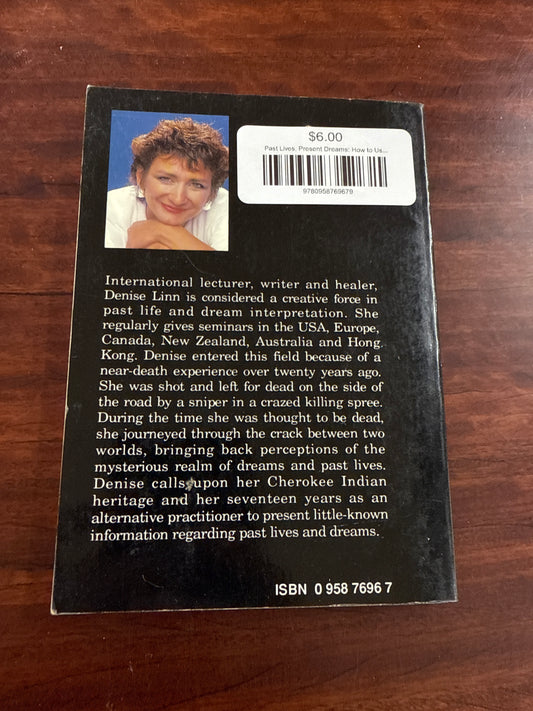 $6.00
Past Lives, Present Dreams: How to Us...
9780958769679
International lecturer, writer and healer,
Denise Linn is considered a creative force in
past life and dream interpretation. She
regularly gives seminars in the USA, Europe,
Canada, New Zealand, Australia and Hong
Kong. Denise entered this field because of a
near-death experience over twenty years ago.
She was shot and left for dead on the side of
the road by a sniper in a crazed killing spree.
During the time she was thought to be dead,
she journeyed through the crack between two
worlds, bringing back perceptions of the
mysterious realm of dreams and past lives.
Denise calls upon her Cherokee Indian
heritage and her seventeen years as an
alternative practitioner to present little-known
information regarding past lives and dreams.
ISBN 0 958 7696 7